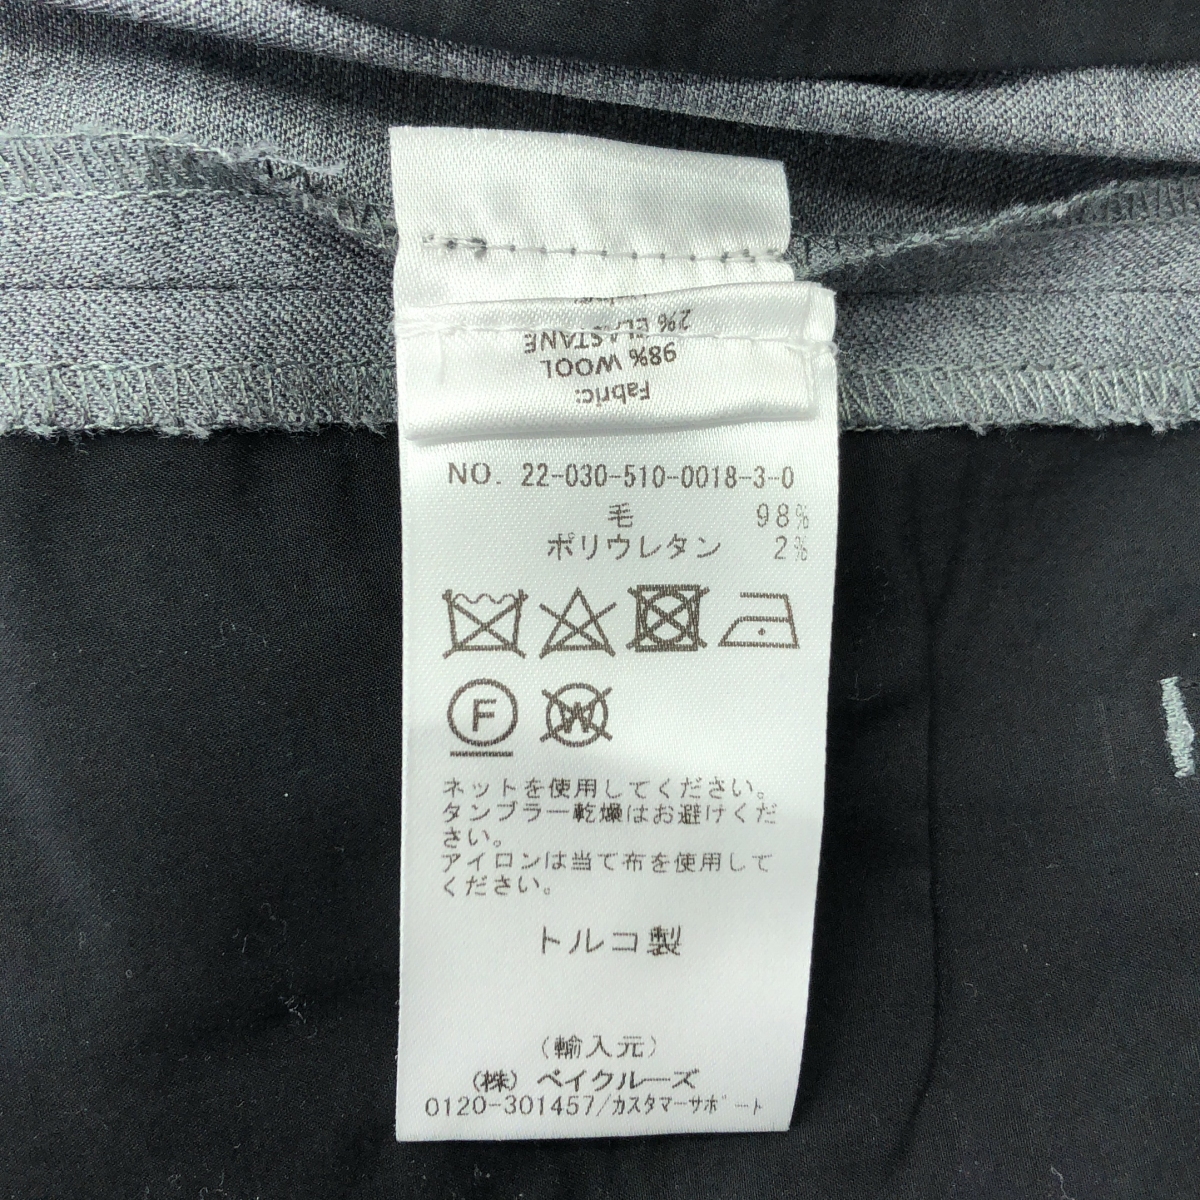 Fabric:
98% WOOL
2% ELASTANE
NO. 22-030-510-0018-3-0
毛 98%
ポリウレタン 2%
F
W
ネットを使用してください。
タンブラー乾燥はお避けくだ
さい。
アイロンは当て布を使用して
ください。
トルコ製
(輸入元)
(株) ベイクルーズ
0120-301457/カスタマーサポート